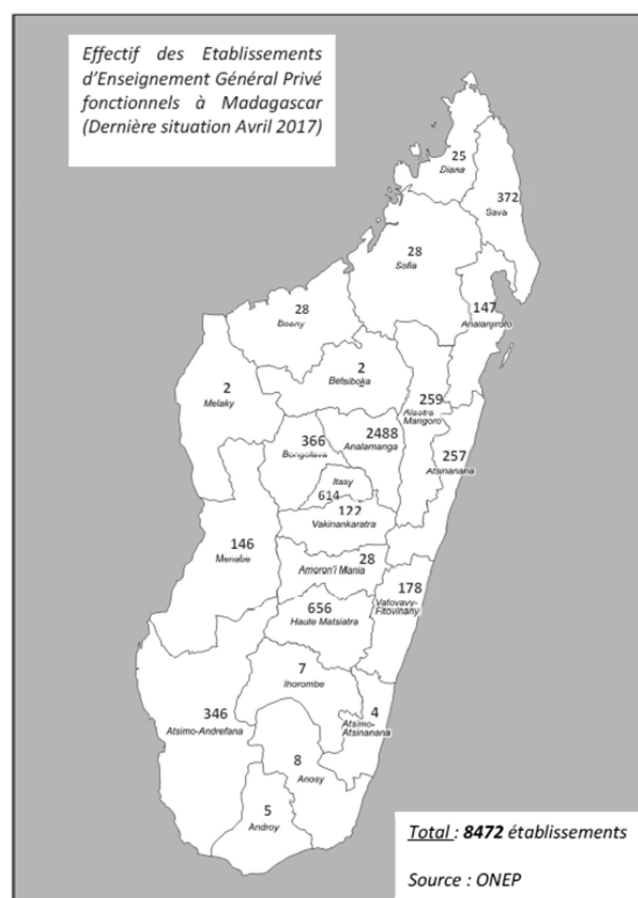 Effectif des Etablissements
d'Enseignement Général Privé
fonctionnels à Madagascar
(Dernière situation Avril 2017)
25
Diana
372
Sava
28
Sofia
147
Analanjirofo
28
Boeny
2
Betsiboka
2
Melaky
259
Alaotra
Mangoro
366
Bongolava
2488
Analamanga
257
Atsinanana
Itasy
614
122
Vakinankaratra
146
Menabe
28
Amoron'i Mania
178
Vatovavy-
Fitovinany
656
Haute Matsiatra
7
Ihorombe
4
Atsimo-
Atsinanana
346
Atsimo-Andrefana
8
Anosy
5
Androy
Total : 8472 établissements
Source : ONEP